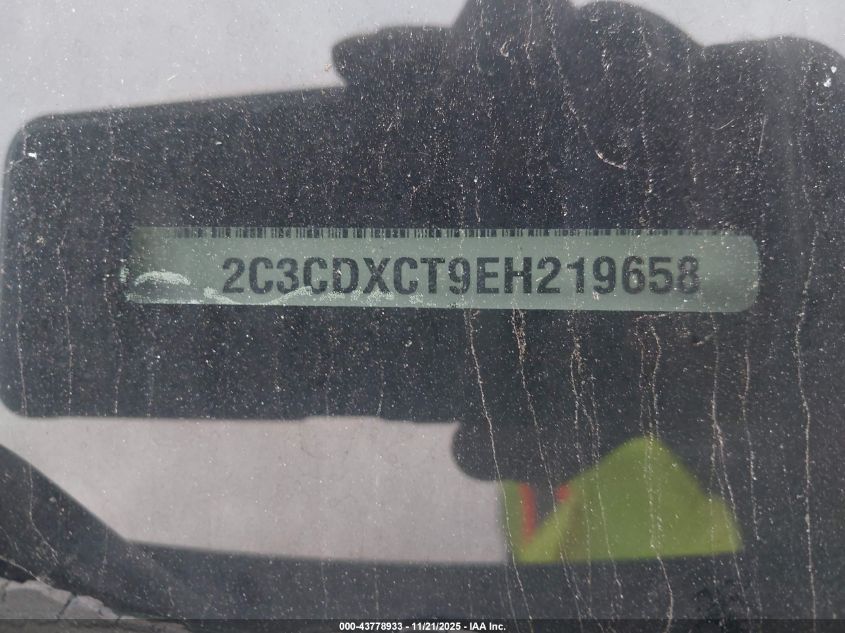 2C3CDXCT9EH219658
000-43778933 - 11/21/2025 - IAA Inc.